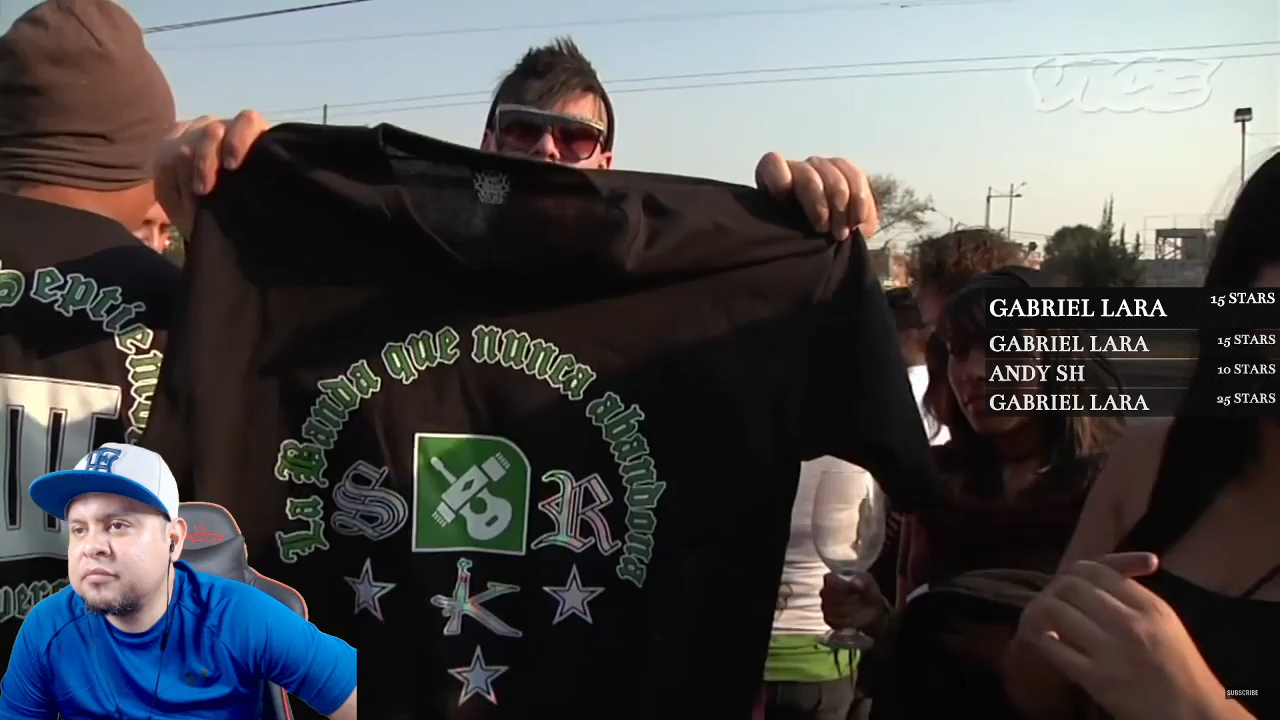 VICE
GABRIEL LARA 15 STARS
GABRIEL LARA 15 STARS
ANDY SH 10 STARS
GABRIEL LARA 25 STARS
Septiem
La Banda que nunca abandona
S R
K
SUBSCRIBE